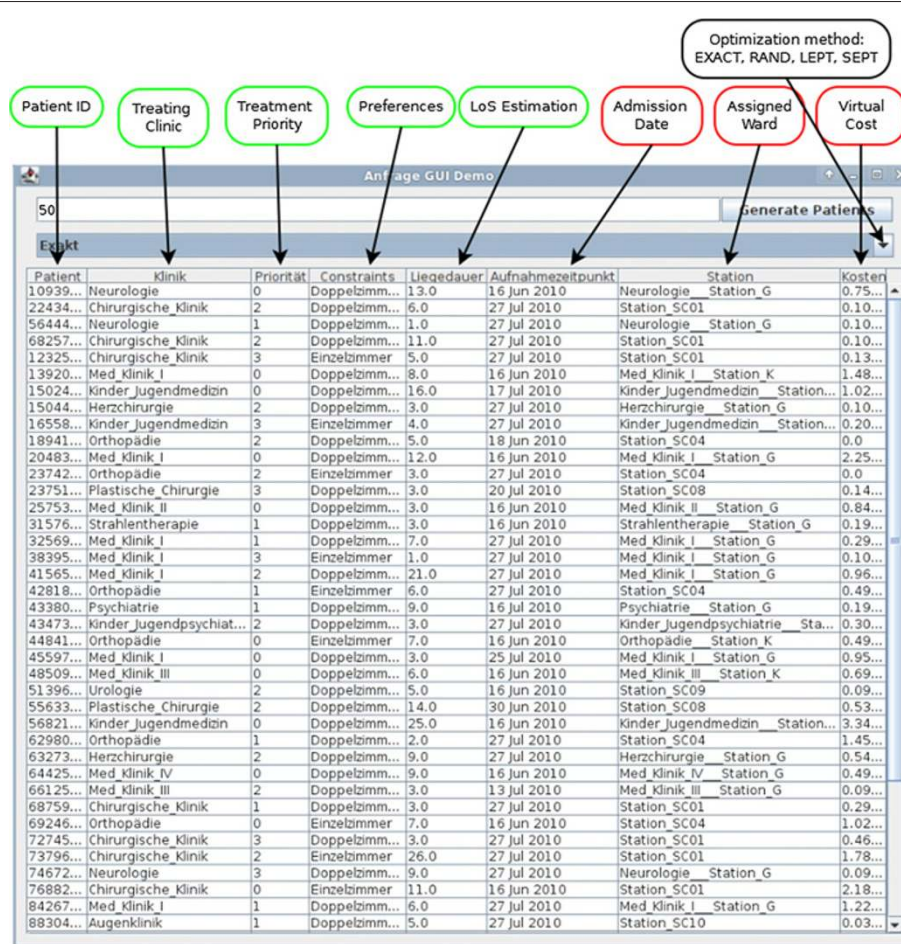 Optimization method:
EXACT, RAND, LEPT, SEPT
Patient ID
Treating
Clinic
Treatment
Priority
Preferences
LoS Estimation
Admission
Date
Assigned
Ward
Virtual
Cost
Anfrage GUI Demo
50
Generate Patients
Exakt
Patient Klinik Priorität Constraints Liegedauer Aufnahmezeitpunkt Station Kosten
10939... Neurologie 0 Doppelzimm... 13.0 16 Jun 2010 Neurologie___Station_G 0.75...
22434... Chirurgische_Klinik 2 Doppelzimm... 6.0 27 Jul 2010 Station_SC01 0.10...
56444... Neurologie 1 Doppelzimm... 1.0 27 Jul 2010 Neurologie___Station_G 0.10...
68257... Chirurgische_Klinik 2 Doppelzimm... 11.0 27 Jul 2010 Station_SC01 0.10...
12325... Chirurgische_Klinik 3 Einzelzimmer 5.0 27 Jul 2010 Station_SC01 0.13...
13920... Med_Klinik_I 0 Doppelzimm... 8.0 16 Jun 2010 Med_Klinik_I___Station_K 1.48...
15024... Kinder_Jugendmedizin 0 Doppelzimm... 16.0 17 Jul 2010 Kinder_Jugendmedizin___Station... 1.02...
15044... Herzchirurgie 2 Doppelzimm... 3.0 27 Jul 2010 Herzchirurgie___Station_G 0.10...
16558... Kinder_Jugendmedizin 3 Einzelzimmer 4.0 27 Jul 2010 Kinder_Jugendmedizin___Station... 0.20...
18941... Orthopädie 2 Doppelzimm... 5.0 18 Jun 2010 Station_SC04 0.0
20483... Med_Klinik_I 0 Doppelzimm... 12.0 16 Jun 2010 Med_Klinik_I___Station_G 2.25...
23742... Orthopädie 2 Einzelzimmer 3.0 27 Jul 2010 Station_SC04 0.0
23751... Plastische_Chirurgie 3 Doppelzimm... 3.0 20 Jul 2010 Station_SC08 0.14...
25753... Med_Klinik_II 0 Doppelzimm... 3.0 16 Jun 2010 Med_Klinik_II___Station_G 0.84...
31576... Strahlentherapie 1 Doppelzimm... 3.0 16 Jun 2010 Strahlentherapie___Station_G 0.19...
32569... Med_Klinik_I 1 Doppelzimm... 7.0 27 Jul 2010 Med_Klinik_I___Station_G 0.29...
38395... Med_Klinik_I 3 Einzelzimmer 1.0 27 Jul 2010 Med_Klinik_I___Station_G 0.10...
41565... Med_Klinik_I 2 Doppelzimm... 21.0 27 Jul 2010 Med_Klinik_I___Station_G 0.96...
42818... Orthopädie 1 Einzelzimmer 6.0 27 Jul 2010 Station_SC04 0.49...
43380... Psychiatrie 1 Doppelzimm... 9.0 16 Jul 2010 Psychiatrie___Station_G 0.19...
43473... Kinder_Jugendpsychiat... 2 Doppelzimm... 3.0 27 Jul 2010 Kinder_Jugendpsychiatrie___Sta... 0.30...
44841... Orthopädie 0 Einzelzimmer 7.0 16 Jun 2010 Orthopädie___Station_K 0.49...
45597... Med_Klinik_I 0 Doppelzimm... 3.0 25 Jul 2010 Med_Klinik_I___Station_G 0.95...
48509... Med_Klinik_III 0 Doppelzimm... 6.0 16 Jun 2010 Med_Klinik_III___Station_K 0.69...
51396... Urologie 2 Doppelzimm... 5.0 16 Jun 2010 Station_SC09 0.09...
55633... Plastische_Chirurgie 2 Doppelzimm... 14.0 30 Jun 2010 Station_SC08 0.53...
56821... Kinder_Jugendmedizin 0 Doppelzimm... 25.0 16 Jun 2010 Kinder_Jugendmedizin___Station... 3.34...
62980... Orthopädie 1 Doppelzimm... 2.0 27 Jul 2010 Station_SC04 1.45...
63273... Herzchirurgie 2 Doppelzimm... 9.0 27 Jul 2010 Herzchirurgie___Station_G 0.54...
64425... Med_Klinik_IV 0 Doppelzimm... 9.0 16 Jun 2010 Med_Klinik_IV___Station_G 0.49...
66125... Med_Klinik_III 2 Doppelzimm... 3.0 13 Jul 2010 Med_Klinik_III___Station_G 0.09...
68759... Chirurgische_Klinik 1 Doppelzimm... 3.0 27 Jul 2010 Station_SC01 0.29...
69246... Orthopädie 0 Einzelzimmer 7.0 16 Jun 2010 Station_SC04 1.02...
72745... Chirurgische_Klinik 3 Doppelzimm... 3.0 27 Jul 2010 Station_SC01 0.46...
73796... Chirurgische_Klinik 2 Einzelzimmer 26.0 27 Jul 2010 Station_SC01 1.78...
74672... Neurologie 3 Doppelzimm... 9.0 27 Jul 2010 Neurologie___Station_G 0.09...
76882... Chirurgische_Klinik 0 Einzelzimmer 11.0 16 Jun 2010 Station_SC01 2.18...
84267... Med_Klinik_I 1 Doppelzimm... 6.0 27 Jul 2010 Med_Klinik_I___Station_G 1.22...
88304... Augenklinik 1 Doppelzimm... 5.0 27 Jul 2010 Station_SC10 0.03...